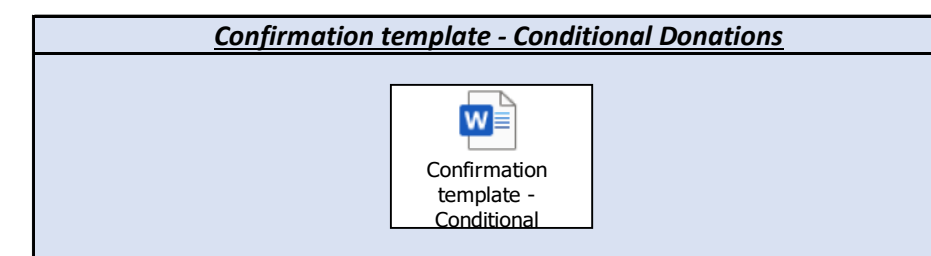 Confirmation template - Conditional Donations
W
Confirmation
template -
Conditional